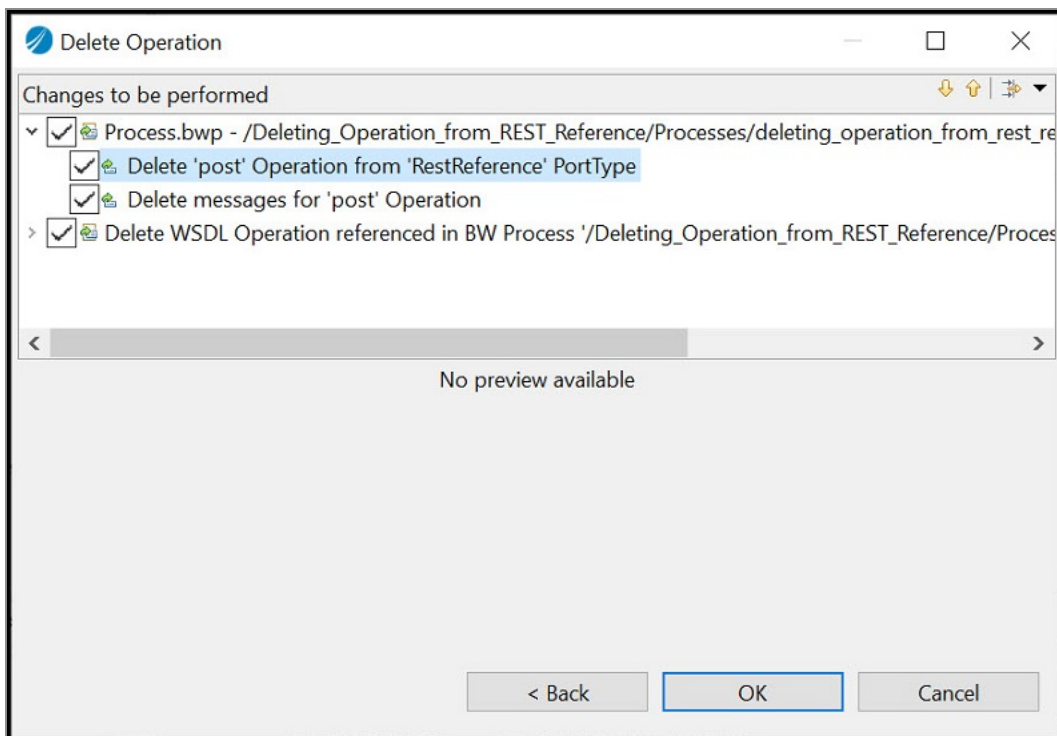 Delete Operation
Changes to be performed
Process.bwp - /Deleting_Operation_from_REST_Reference/Processes/deleting_operation_from_rest_re
Delete 'post' Operation from 'RestReference' PortType
Delete messages for 'post' Operation
Delete WSDL Operation referenced in BW Process '/Deleting_Operation_from_REST_Reference/Proces
No preview available
< Back
OK
Cancel